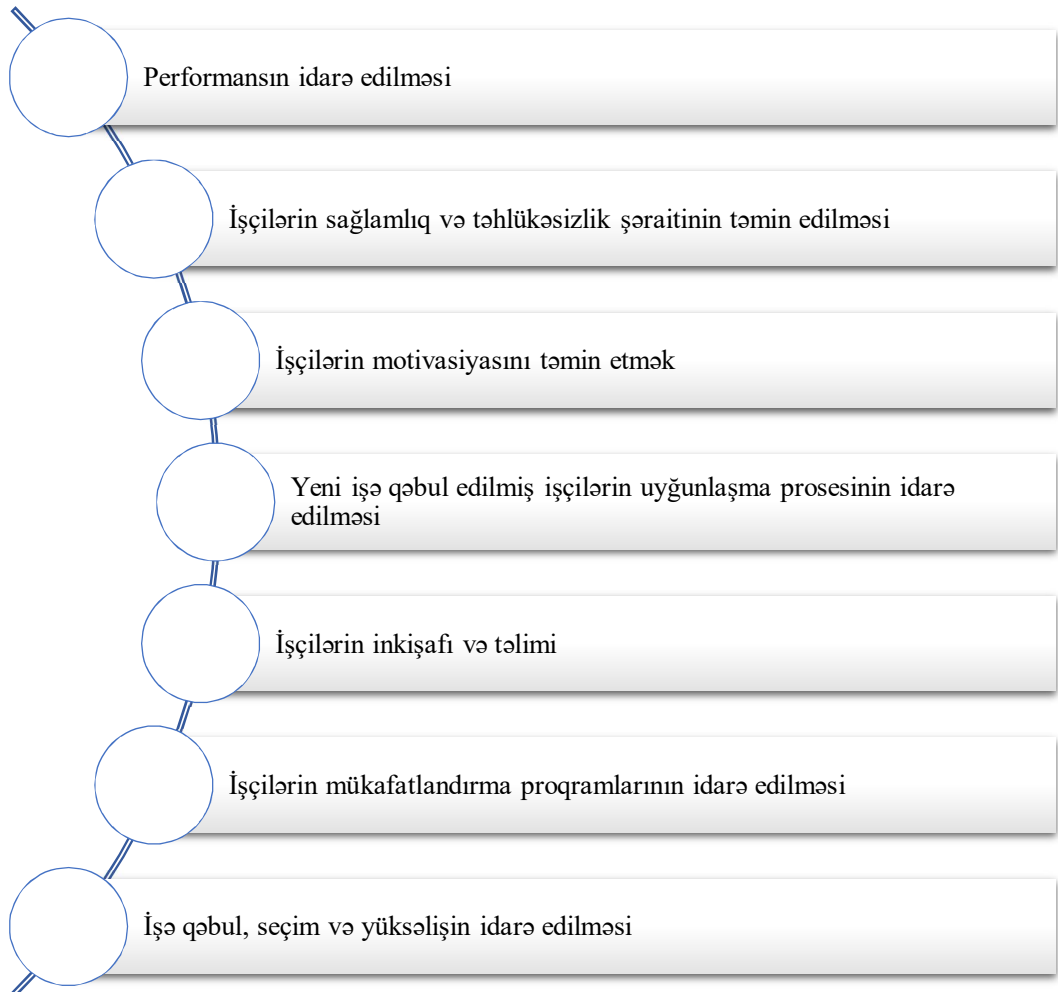 Performansın idarə edilməsi
İşçilərin sağlamlıq və təhlükəsizlik şəraitinin təmin edilməsi
İşçilərin motivasiyasını təmin etmək
Yeni işə qəbul edilmiş işçilərin uyğunlaşma prosesinin idarə
edilməsi
İşçilərin inkişafı və təlimi
İşçilərin mükafatlandırma proqramlarının idarə edilməsi
İşə qəbul, seçim və yüksəlişin idarə edilməsi